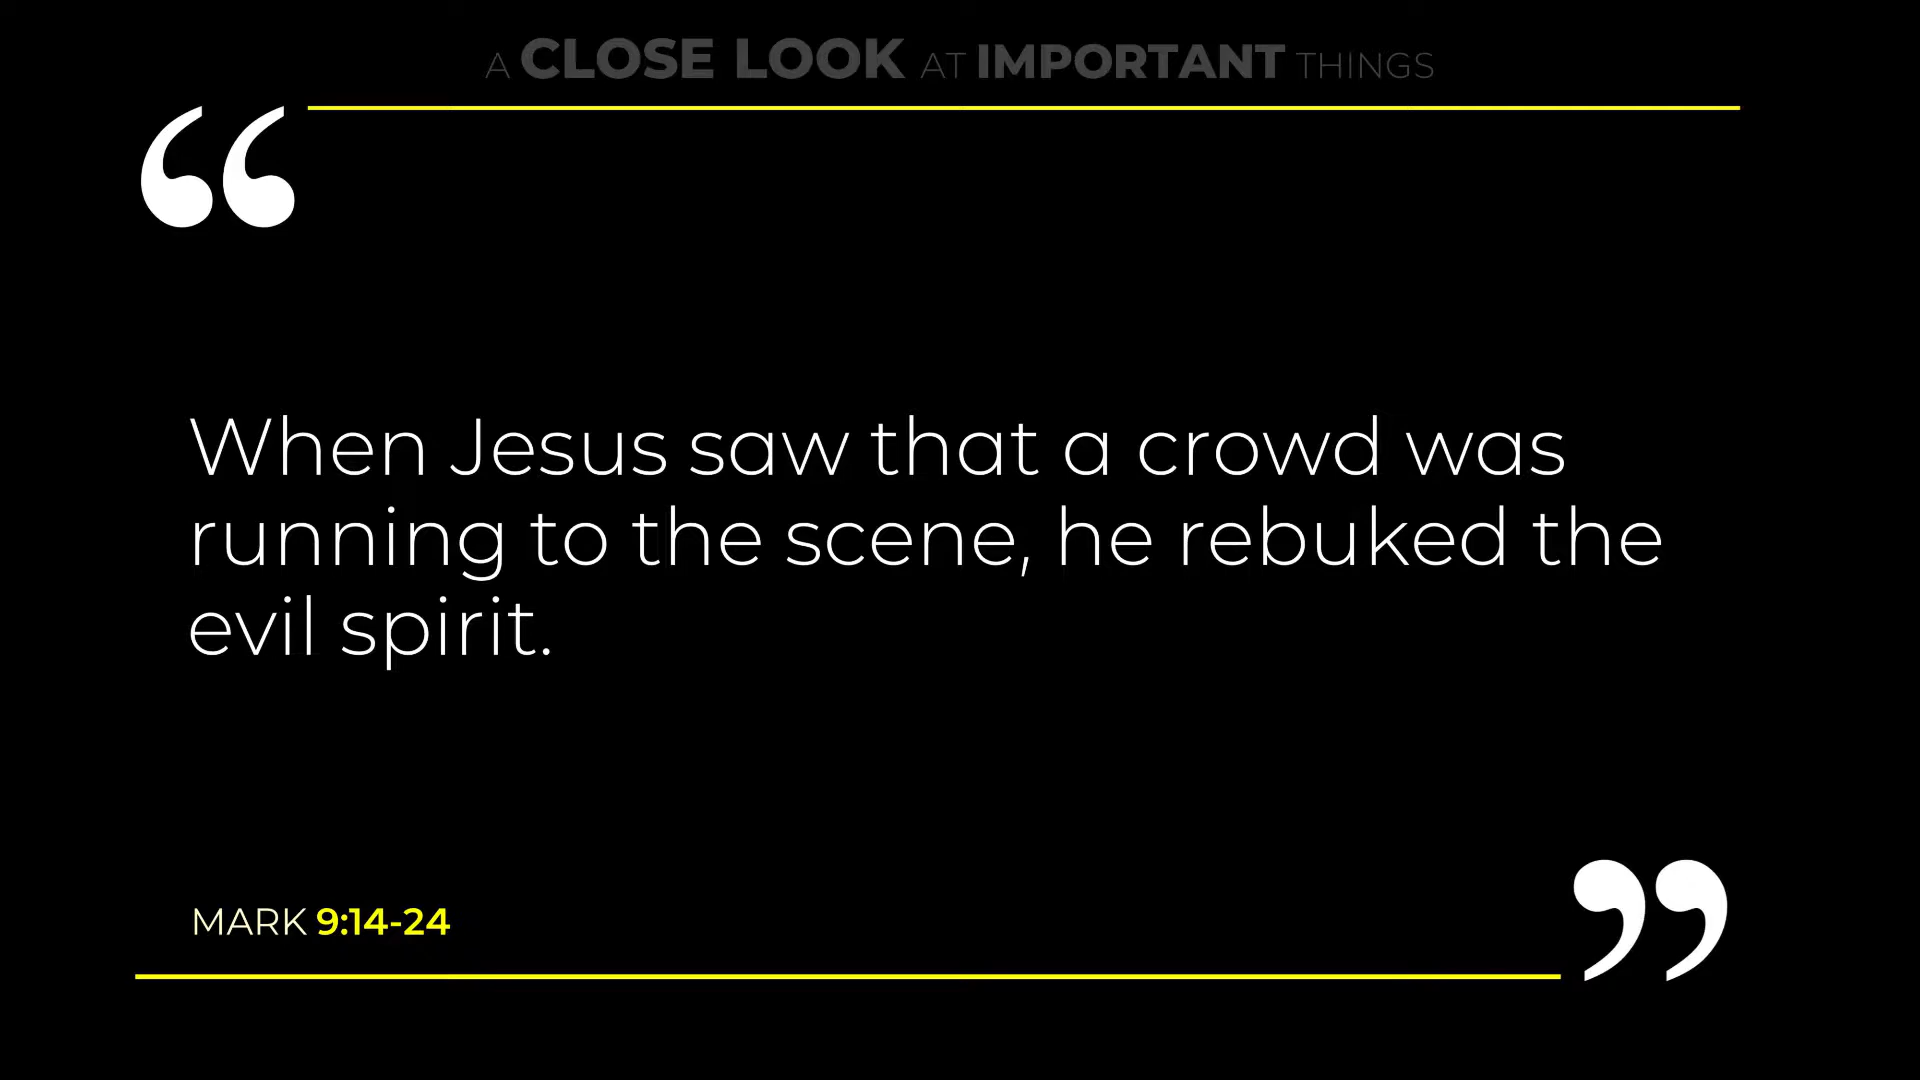 A CLOSE LOOK AT IMPORTANT THINGS
“
When Jesus saw that a crowd was
running to the scene, he rebuked the
evil spirit.
MARK 9:14-24
”